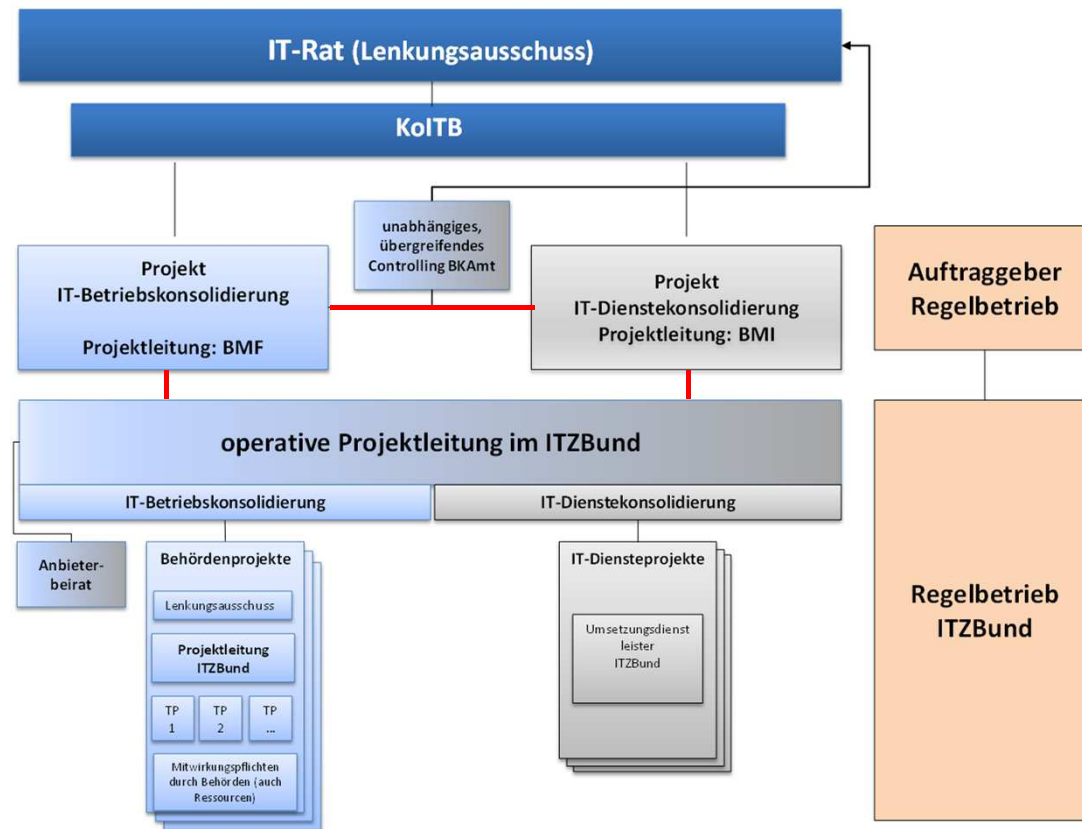 IT-Rat (Lenkungsausschuss)
KoITB
unabhängiges,
übergreifendes
Controlling BKAmt
Projekt
IT-Betriebskonsolidierung
Projektleitung: BMF
Projekt
IT-Dienstekonsolidierung
Projektleitung: BMI
Auftraggeber
Regelbetrieb
operative Projektleitung im ITZBund
IT-Betriebskonsolidierung
IT-Dienstekonsolidierung
Anbieter-
beirat
Behördenprojekte
Lenkungsausschuss
Projektleitung
ITZBund
TP
1
TP
2
TP
...
Mitwirkungspflichten
durch Behörden (auch
Ressourcen)
IT-Diensteprojekte
Umsetzungsdienst
leister
ITZBund
Regelbetrieb
ITZBund